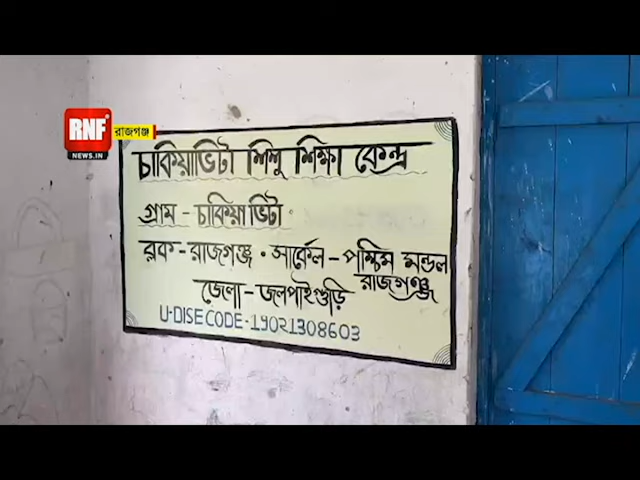 RNF
NEWS.IN
রাজগঞ্জ
চাকিয়াভিটা শিশু শিক্ষা কেন্দ্র
গ্রাম - চাকিয়াভিটা
ব্লক - রাজগঞ্জ • সার্কেল - পশ্চিম মন্ডল
রাজগঞ্জ
জেলা - জলপাইগুড়ি
U-DISE CODE - 19021308603